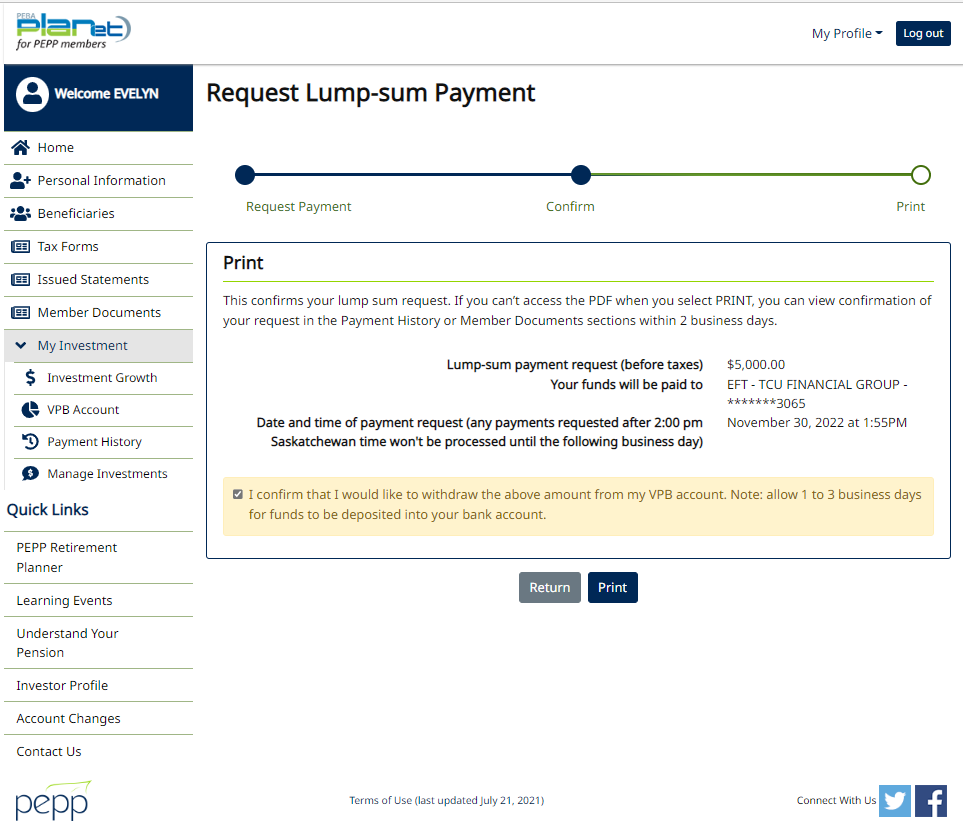 PEBA
planet
for PEPP members
My Profile
Log out
Welcome EVELYN
Home
Personal Information
Beneficiaries
Tax Forms
Issued Statements
Member Documents
My Investment
Investment Growth
VPB Account
Payment History
Manage Investments
Quick Links
PEPP Retirement
Planner
Learning Events
Understand Your
Pension
Investor Profile
Account Changes
Contact Us
Request Lump-sum Payment
Request Payment
Confirm
Print
Print
This confirms your lump sum request. If you can't access the PDF when you select PRINT, you can view confirmation of
your request in the Payment History or Member Documents sections within 2 business days.
Lump-sum payment request (before taxes) $5,000.00
Your funds will be paid to EFT - TCU FINANCIAL GROUP -
*******3065
Date and time of payment request (any payments requested after 2:00 pm November 30, 2022 at 1:55PM
Saskatchewan time won't be processed until the following business day)
I confirm that I would like to withdraw the above amount from my VPB account. Note: allow 1 to 3 business days
for funds to be deposited into your bank account.
Return
Print
pepp
Terms of Use (last updated July 21, 2021)
Connect With Us